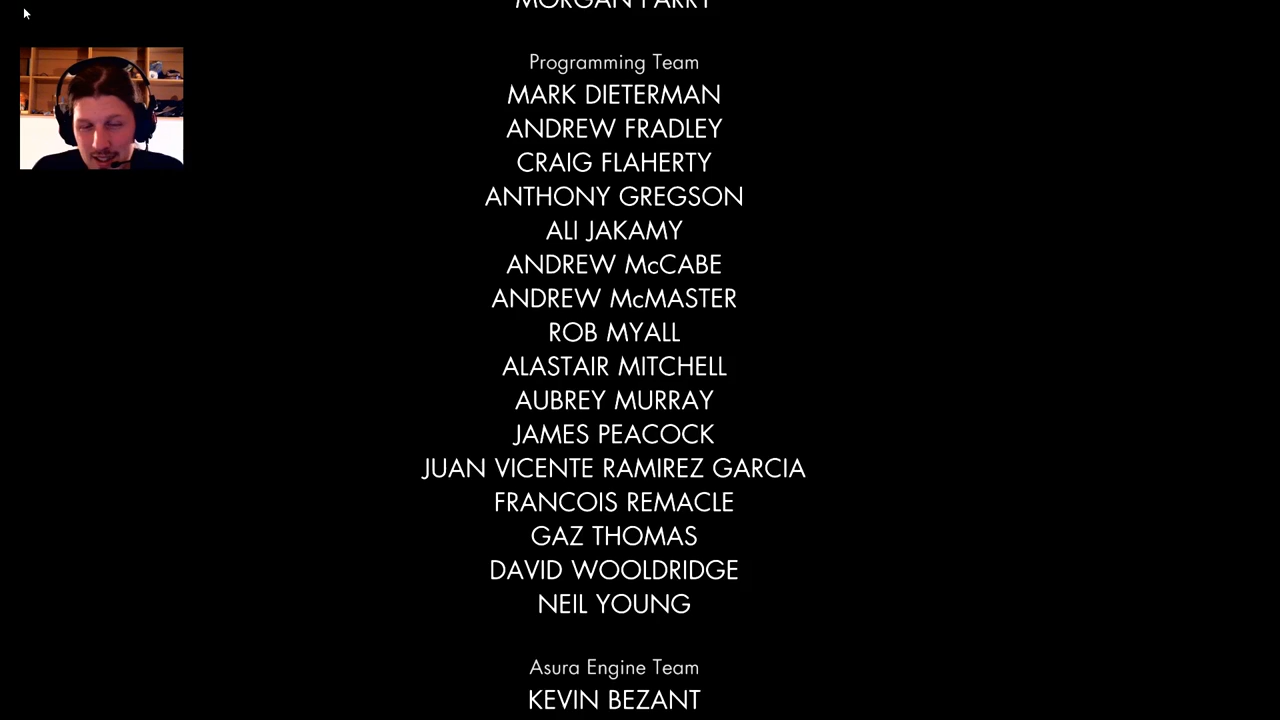 MORGAN PARRY
Programming Team
MARK DIETERMAN
ANDREW FRADLEY
CRAIG FLAHERTY
ANTHONY GREGSON
ALI JAKAMY
ANDREW McCABE
ANDREW McMASTER
ROB MYALL
ALASTAIR MITCHELL
AUBREY MURRAY
JAMES PEACOCK
JUAN VICENTE RAMIREZ GARCIA
FRANCOIS REMACLE
GAZ THOMAS
DAVID WOOLDRIDGE
NEIL YOUNG
Asura Engine Team
KEVIN BEZANT